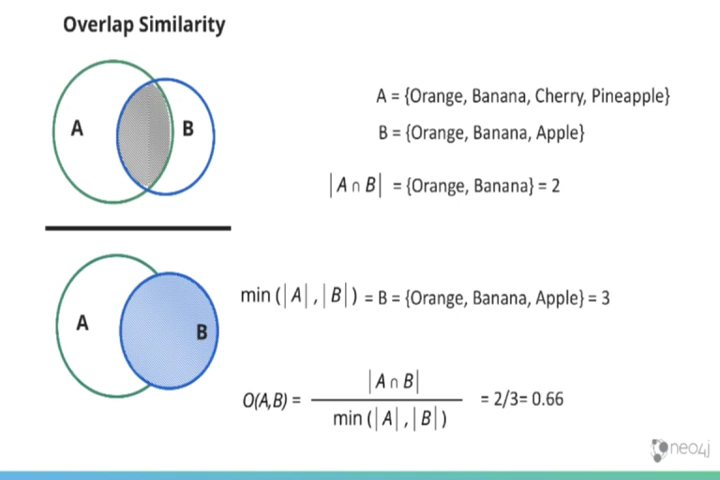 Overlap Similarity
A
B
A = {Orange, Banana, Cherry, Pineapple}
B = {Orange, Banana, Apple}
|A ∩ B| = {Orange, Banana} = 2
A
B
min (|A| , |B|) = B = {Orange, Banana, Apple} = 3
O(A,B) =
|A ∩ B|
min (|A| , |B|)
= 2/3= 0.66
neo4j